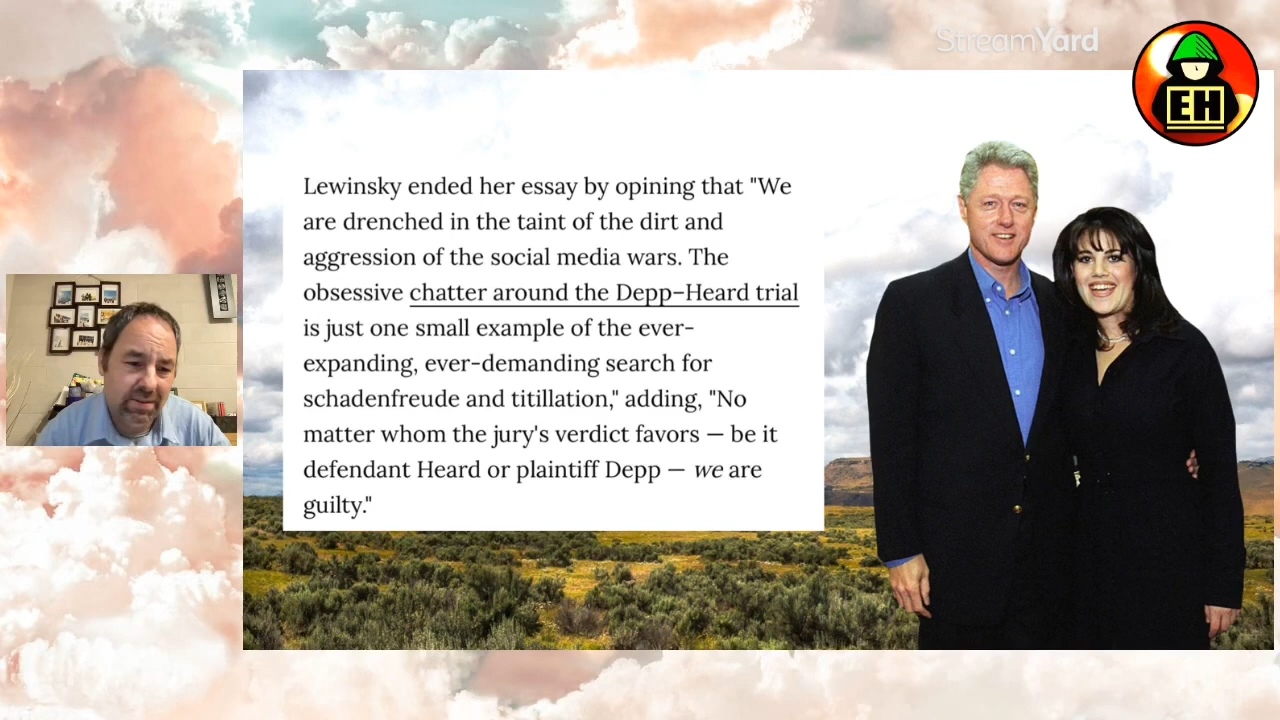 StreamYard
EH
Lewinsky ended her essay by opining that "We
are drenched in the taint of the dirt and
aggression of the social media wars. The
obsessive chatter around the Depp–Heard trial
is just one small example of the ever-
expanding, ever-demanding search for
schadenfreude and titillation," adding, "No
matter whom the jury's verdict favors — be it
defendant Heard or plaintiff Depp — we are
guilty."